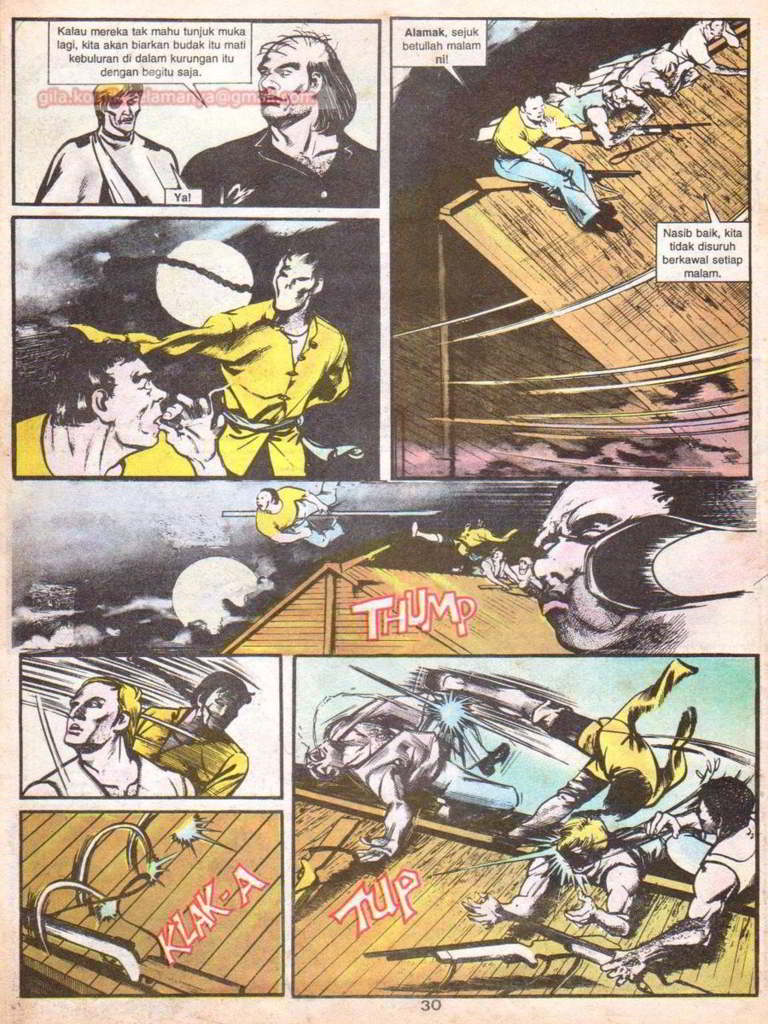 Kalau mereka tak mahu tunjuk muka
lagi, kita akan biarkan budak itu mati
kebuluran di dalam kurungan itu
dengan begitu saja.
Ya!
Alamak, sejuk
betullah malam
ni!
Nasib baik, kita
tidak disuruh
berkawal setiap
malam.
THUMP
KLAK-A
TUP
30